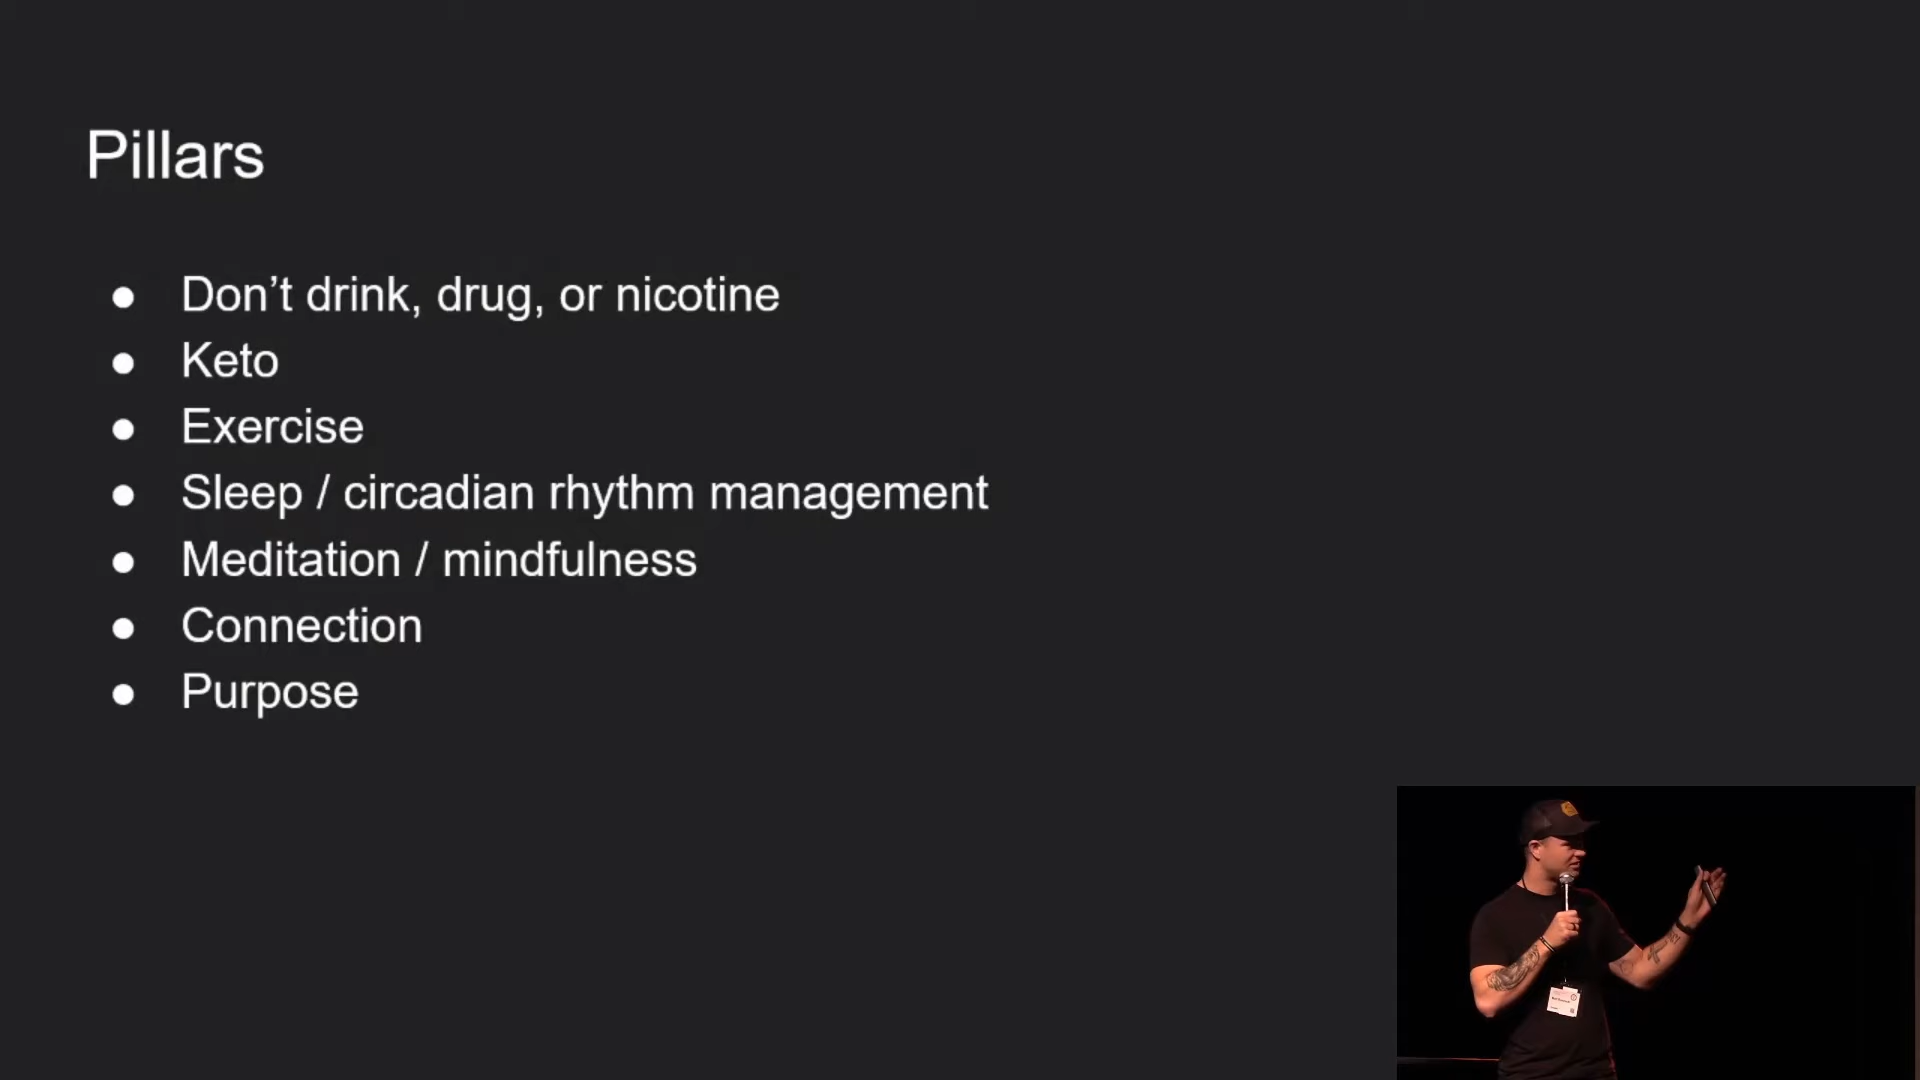 Pillars
● Don’t drink, drug, or nicotine
● Keto
● Exercise
● Sleep / circadian rhythm management
● Meditation / mindfulness
● Connection
● Purpose